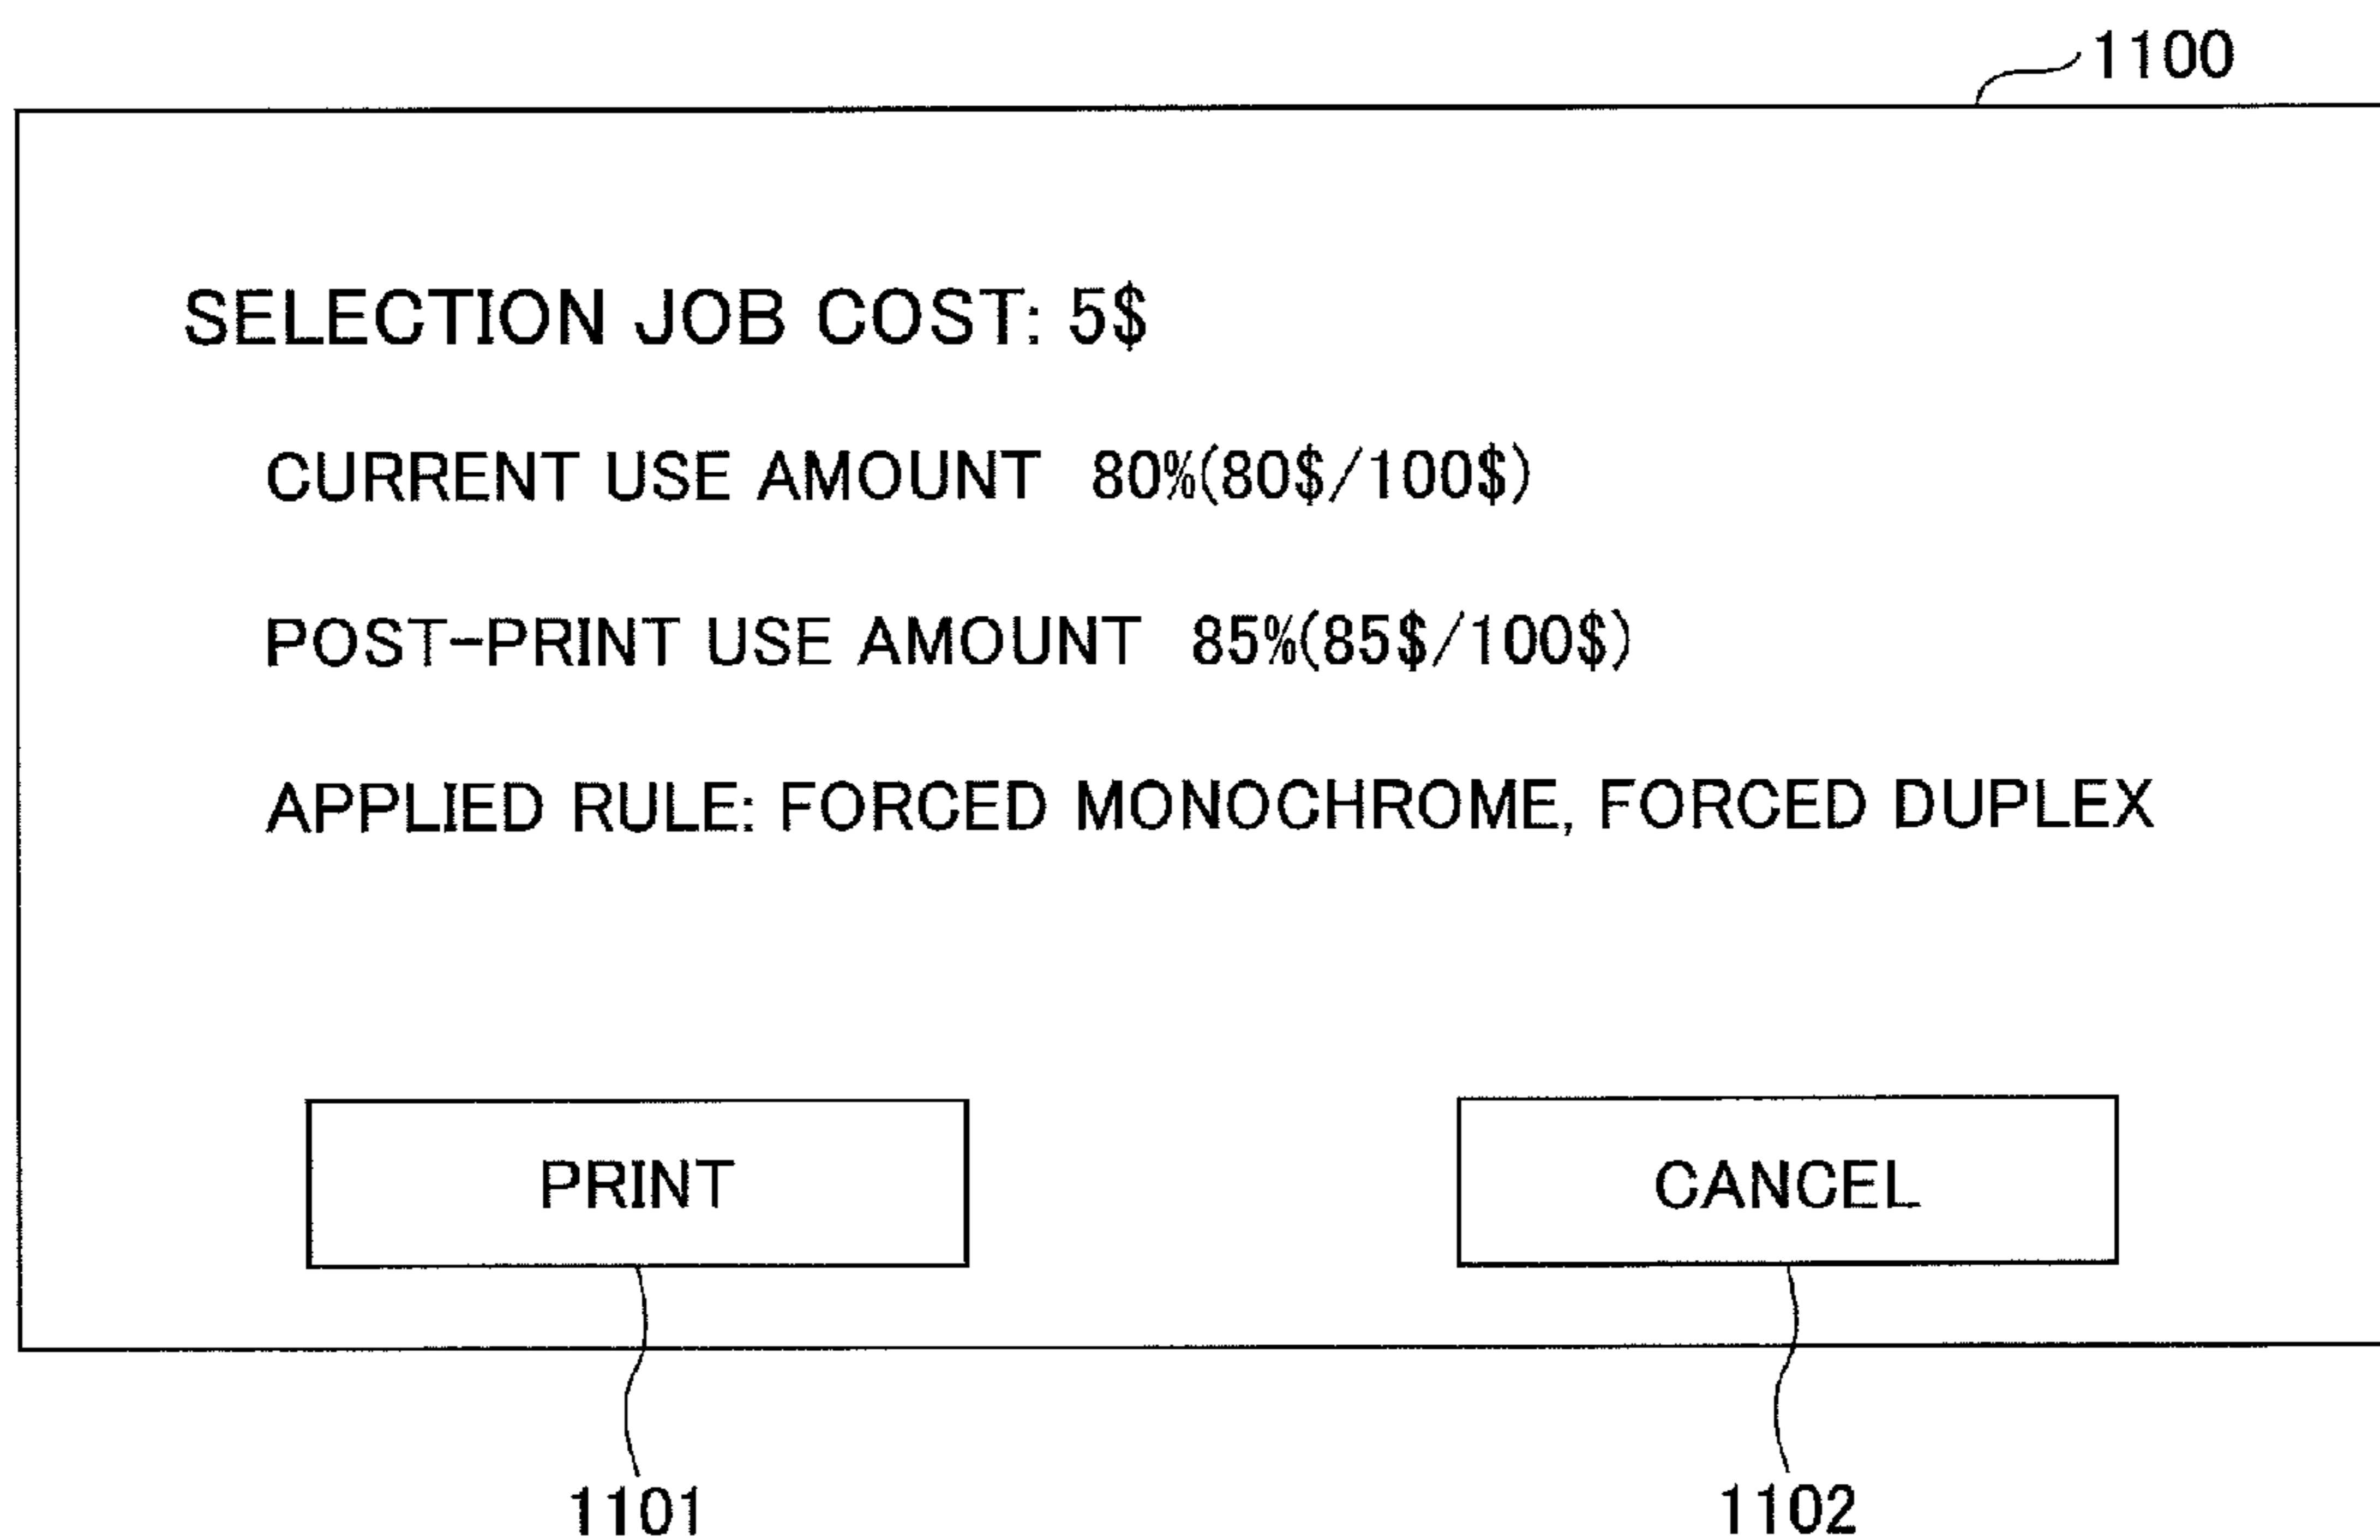 1100
SELECTION JOB COST: 5$
CURRENT USE AMOUNT 80%(80$/100$)
POST-PRINT USE AMOUNT 85%(85$/100$)
APPLIED RULE: FORCED MONOCHROME, FORCED DUPLEX
PRINT CANCEL
1101 1102